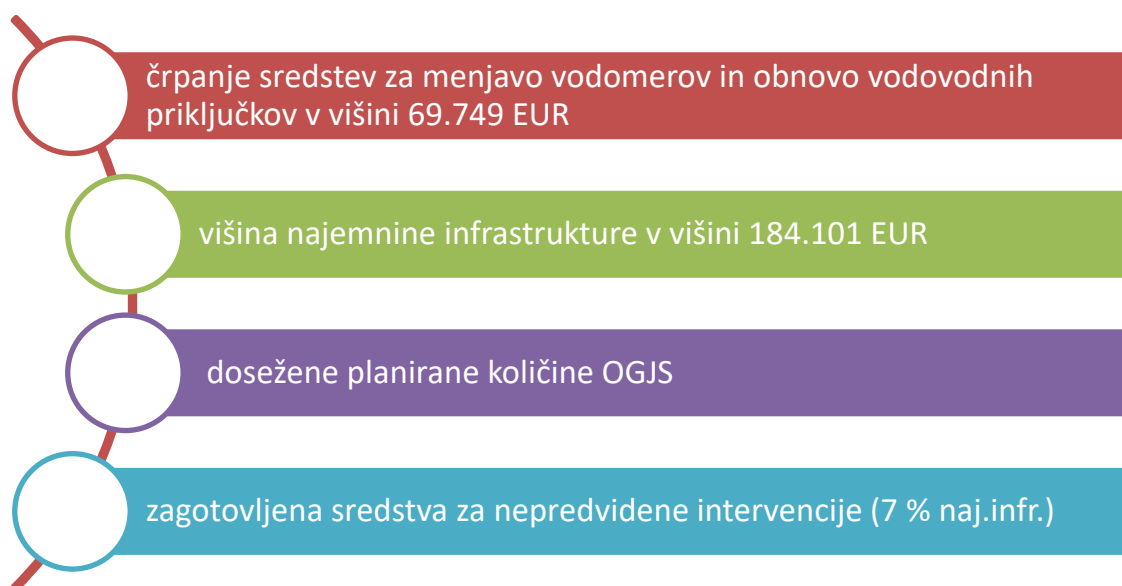 črpanje sredstev za menjavo vodomerov in obnovo vodovodnih
priključkov v višini 69.749 EUR
višina najemnine infrastrukture v višini 184.101 EUR
dosežene planirane količine OGJS
zagotovljena sredstva za nepredvidene intervencije (7 % naj.infr.)